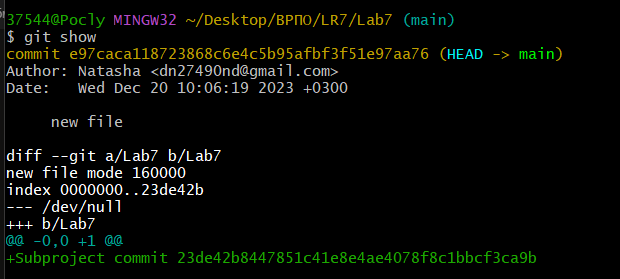 37544@Pocly MINGW32 ~/Desktop/ВРПО/LR7/Lab7 (main)
$ git show
commit e97caca118723868c6e4c5b95afbf3f51e97aa76 (HEAD -> main)
Author: Natasha <dn27490nd@gmail.com>
Date:   Wed Dec 20 10:06:19 2023 +0300
    new file
diff --git a/Lab7 b/Lab7
new file mode 160000
index 0000000..23de42b
--- /dev/null
+++ b/Lab7
@@ -0,0 +1 @@
+Subproject commit 23de42b8447851c41e8e4ae4078f8c1bbcf3ca9b